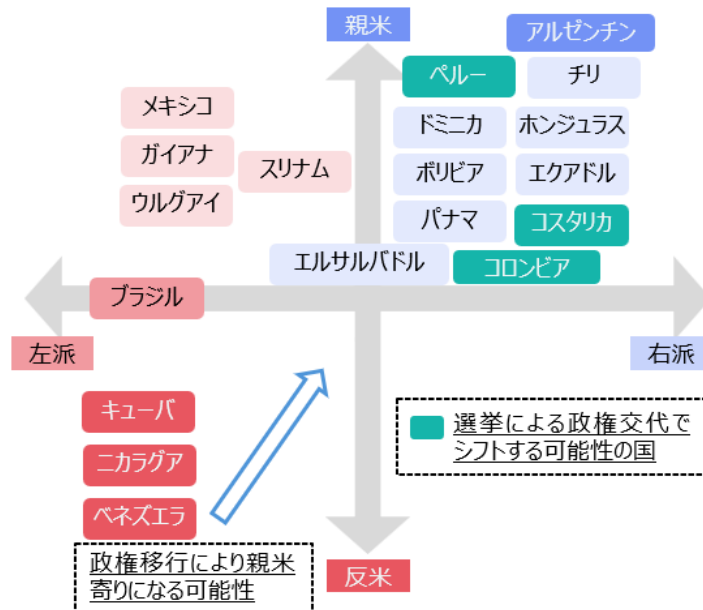 親米
アルゼンチン
ペルー
チリ
メキシコ
ドミニカ
ホンジュラス
ガイアナ
スリナム
ボリビア
エクアドル
ウルグアイ
パナマ
コスタリカ
エルサルバドル
コロンビア
ブラジル
左派
右派
キューバ
ニカラグア
ベネズエラ
選挙による政権交代で
シフトする可能性の国
政権移行により親米
寄りになる可能性
反米